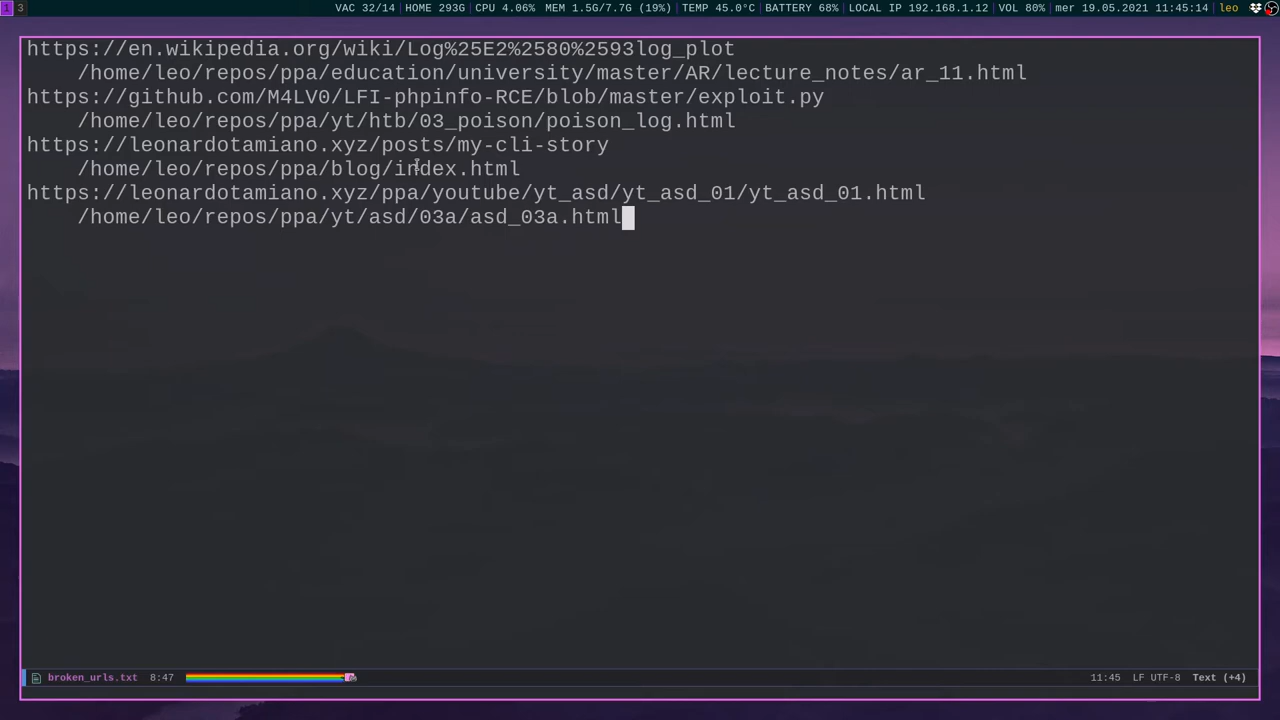 1 3 VAC 32/14 HOME 293G CPU 4.06% MEM 1.5G/7.7G (19%) TEMP 45.0°C BATTERY 68% LOCAL IP 192.168.1.12 VOL 80% mer 19.05.2021 11:45:14 leo
https://en.wikipedia.org/wiki/Log%25E2%2580%2593log_plot
/home/leo/repos/ppa/education/university/master/AR/lecture_notes/ar_11.html
https://github.com/M4LV0/LFI-phpinfo-RCE/blob/master/exploit.py
/home/leo/repos/ppa/yt/htb/03_poison/poison_log.html
https://leonardotamiano.xyz/posts/my-cli-story
/home/leo/repos/ppa/blog/index.html
https://leonardotamiano.xyz/ppa/youtube/yt_asd/yt_asd_01/yt_asd_01.html
/home/leo/repos/ppa/yt/asd/03a/asd_03a.html
broken_urls.txt 8:47 11:45 LF UTF-8 Text (+4)